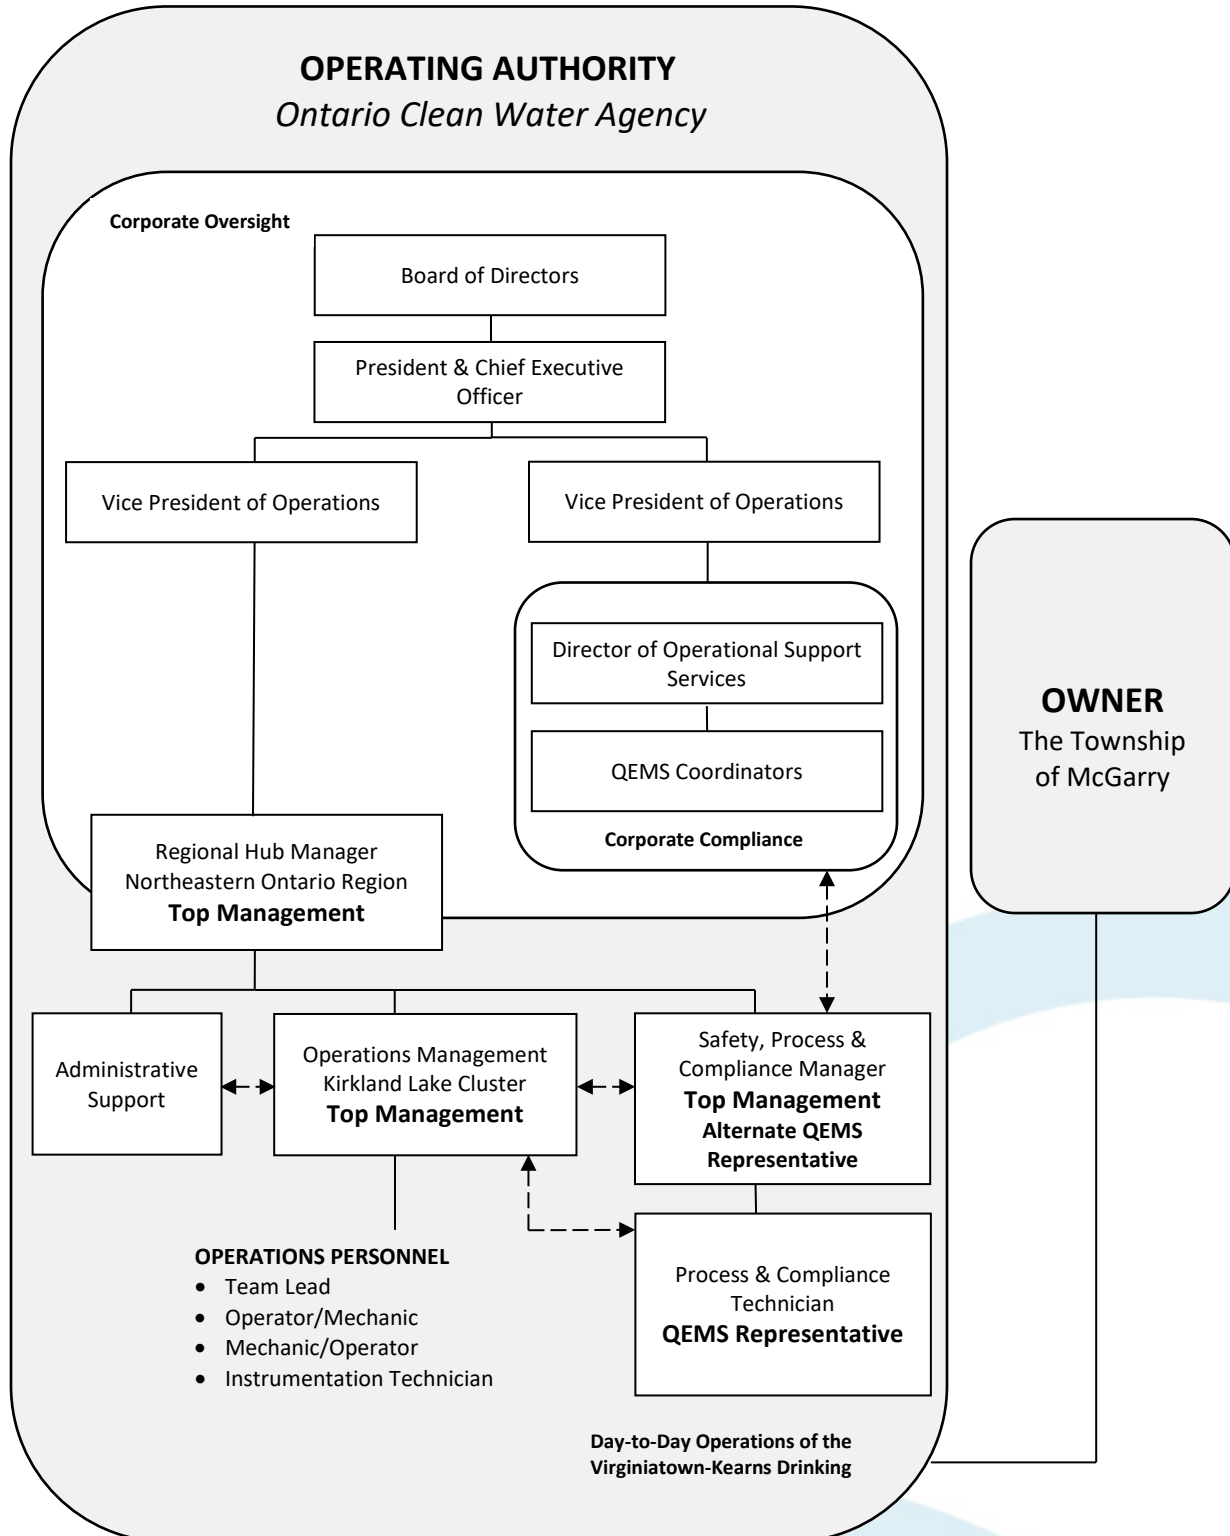 OPERATING AUTHORITY
Ontario Clean Water Agency
Corporate Oversight
Board of Directors
President & Chief Executive
Officer
Vice President of Operations
Vice President of Operations
Director of Operational Support
Services
QEMS Coordinators
Corporate Compliance
OWNER
The Township
of McGarry
Regional Hub Manager
Northeastern Ontario Region
Top Management
Administrative
Support
Operations Management
Kirkland Lake Cluster
Top Management
Safety, Process &
Compliance Manager
Top Management
Alternate QEMS
Representative
OPERATIONS PERSONNEL
• Team Lead
• Operator/Mechanic
• Mechanic/Operator
• Instrumentation Technician
Process & Compliance
Technician
QEMS Representative
Day-to-Day Operations of the
Virginiatown-Kearns Drinking